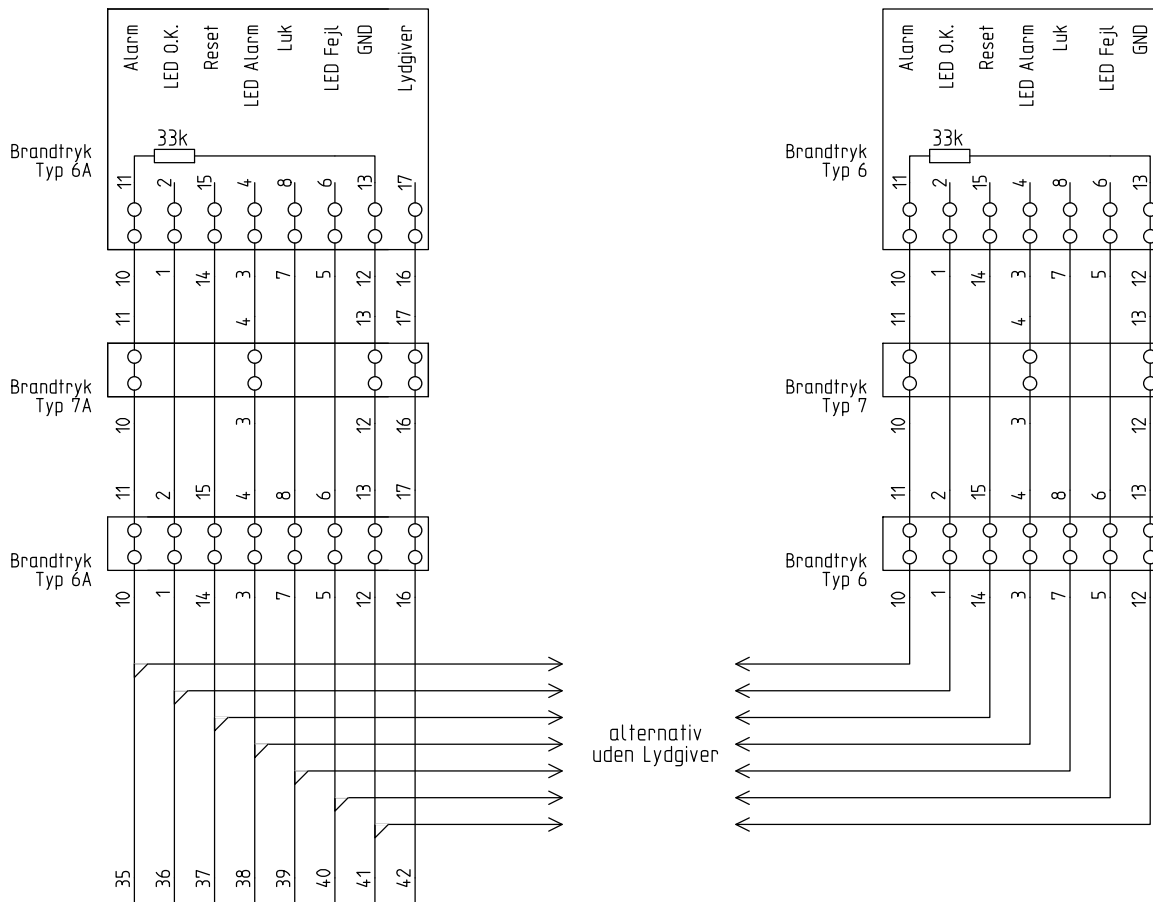 Alarm LED O.K. Reset LED Alarm Luk LED Fejl GND Lydgiver
33k
Brandtryk
Typ 6A
11 2 15 4 8 6 13 17
10 1 14 3 7 5 12 16
11 4 13 17
Brandtryk
Typ 7A
10 3 12 16
11 2 15 4 8 6 13 17
Brandtryk
Typ 6A
10 1 14 3 7 5 12 16
35 36 37 38 39 40 41 42
alternativ
uden Lydgiver
Alarm LED O.K. Reset LED Alarm Luk LED Fejl GND
33k
Brandtryk
Typ 6
11 2 15 4 8 6 13
10 1 14 3 7 5 12
11 4 13
Brandtryk
Typ 7
10 3 12
11 2 15 4 8 6 13
Brandtryk
Typ 6
10 1 14 3 7 5 12